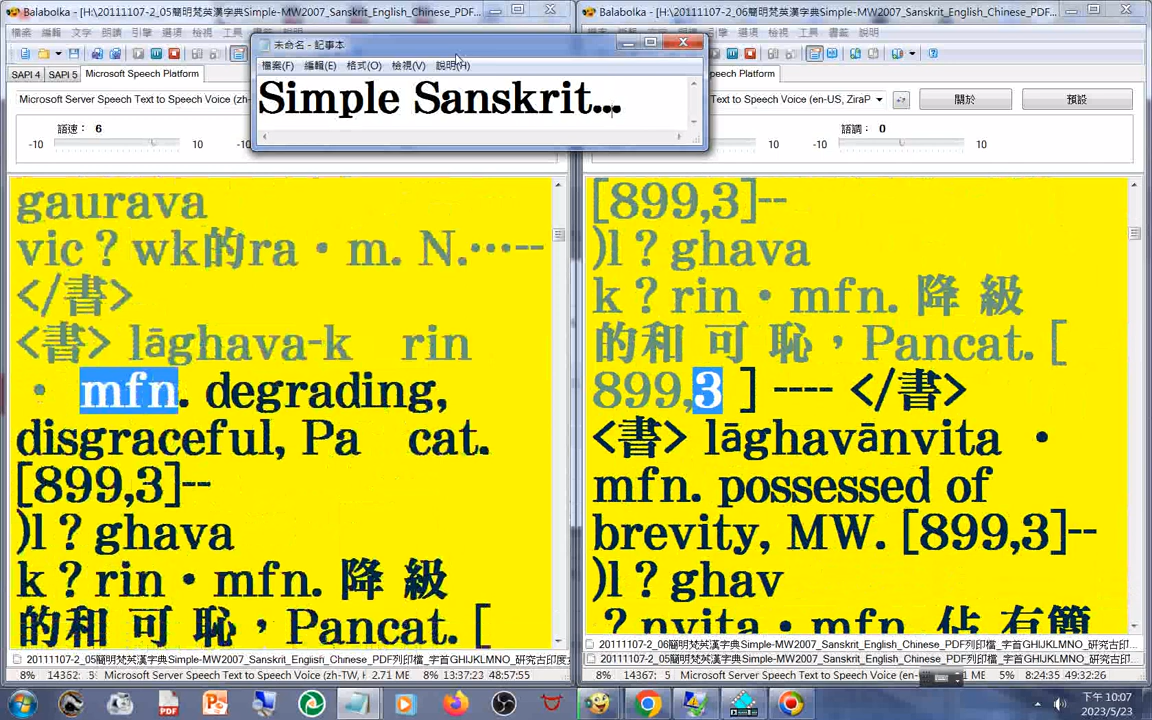 Balabolka - [H:\20111107-2_05簡明梵英漢字典Simple-MW2007_Sanskrit_English_Chinese_PDF...
Balabolka - [H:\20111107-2_06簡明梵英漢字典Simple-MW2007_Sanskrit_English_Chinese_PDF...
未命名 - 記事本
檔案(F) 編輯(E) 格式(O) 檢視(V) 說明(H)
Simple Sanskrit...
SAPI 4 SAPI 5 Microsoft Speech Platform
Microsoft Server Speech Text to Speech Voice (zh-
語速: 6
-10 10 -10
gaurava
vic？wk的ra・m. N.…--
</書>
<書> lāghava-k rin
・ mfn. degrading,
disgraceful, Pa cat.
[899,3]--
)l？ghava
k？rin・mfn. 降 級
的和 可 恥，Pancat. [
eech Platform
Text to Speech Voice (en-US, ZiraP
關於
預設
語調: 0
10 -10 10
[899,3]--
)l？ghava
k？rin・mfn. 降 級
的和 可 恥，Pancat. [
899,3 ] ---- </書>
<書> lāghavānvita ・
mfn. possessed of
brevity, MW. [899,3]--
)l？ghav
？nvita・mfn. 佔 有簡
20111107-2_05簡明梵英漢字典Simple-MW2007_Sanskrit_English_Chinese_PDF列印檔_字首GHIJKLMNO_研究古印度
20111107-2_05簡明梵英漢字典Simple-MW2007_Sanskrit_English_Chinese_PDF列印檔_字首GHIJKLMNO_研究古印...
8% 14352: Microsoft Server Speech Text to Speech Voice (zh-TW, 2.71 ME 8% 13:37:23 48:57:55
8% 14367: Microsoft Server Speech Text to Speech Voice (en-US, 5% 8:24:35 49:32:26
下午 10:07
2023/5/23